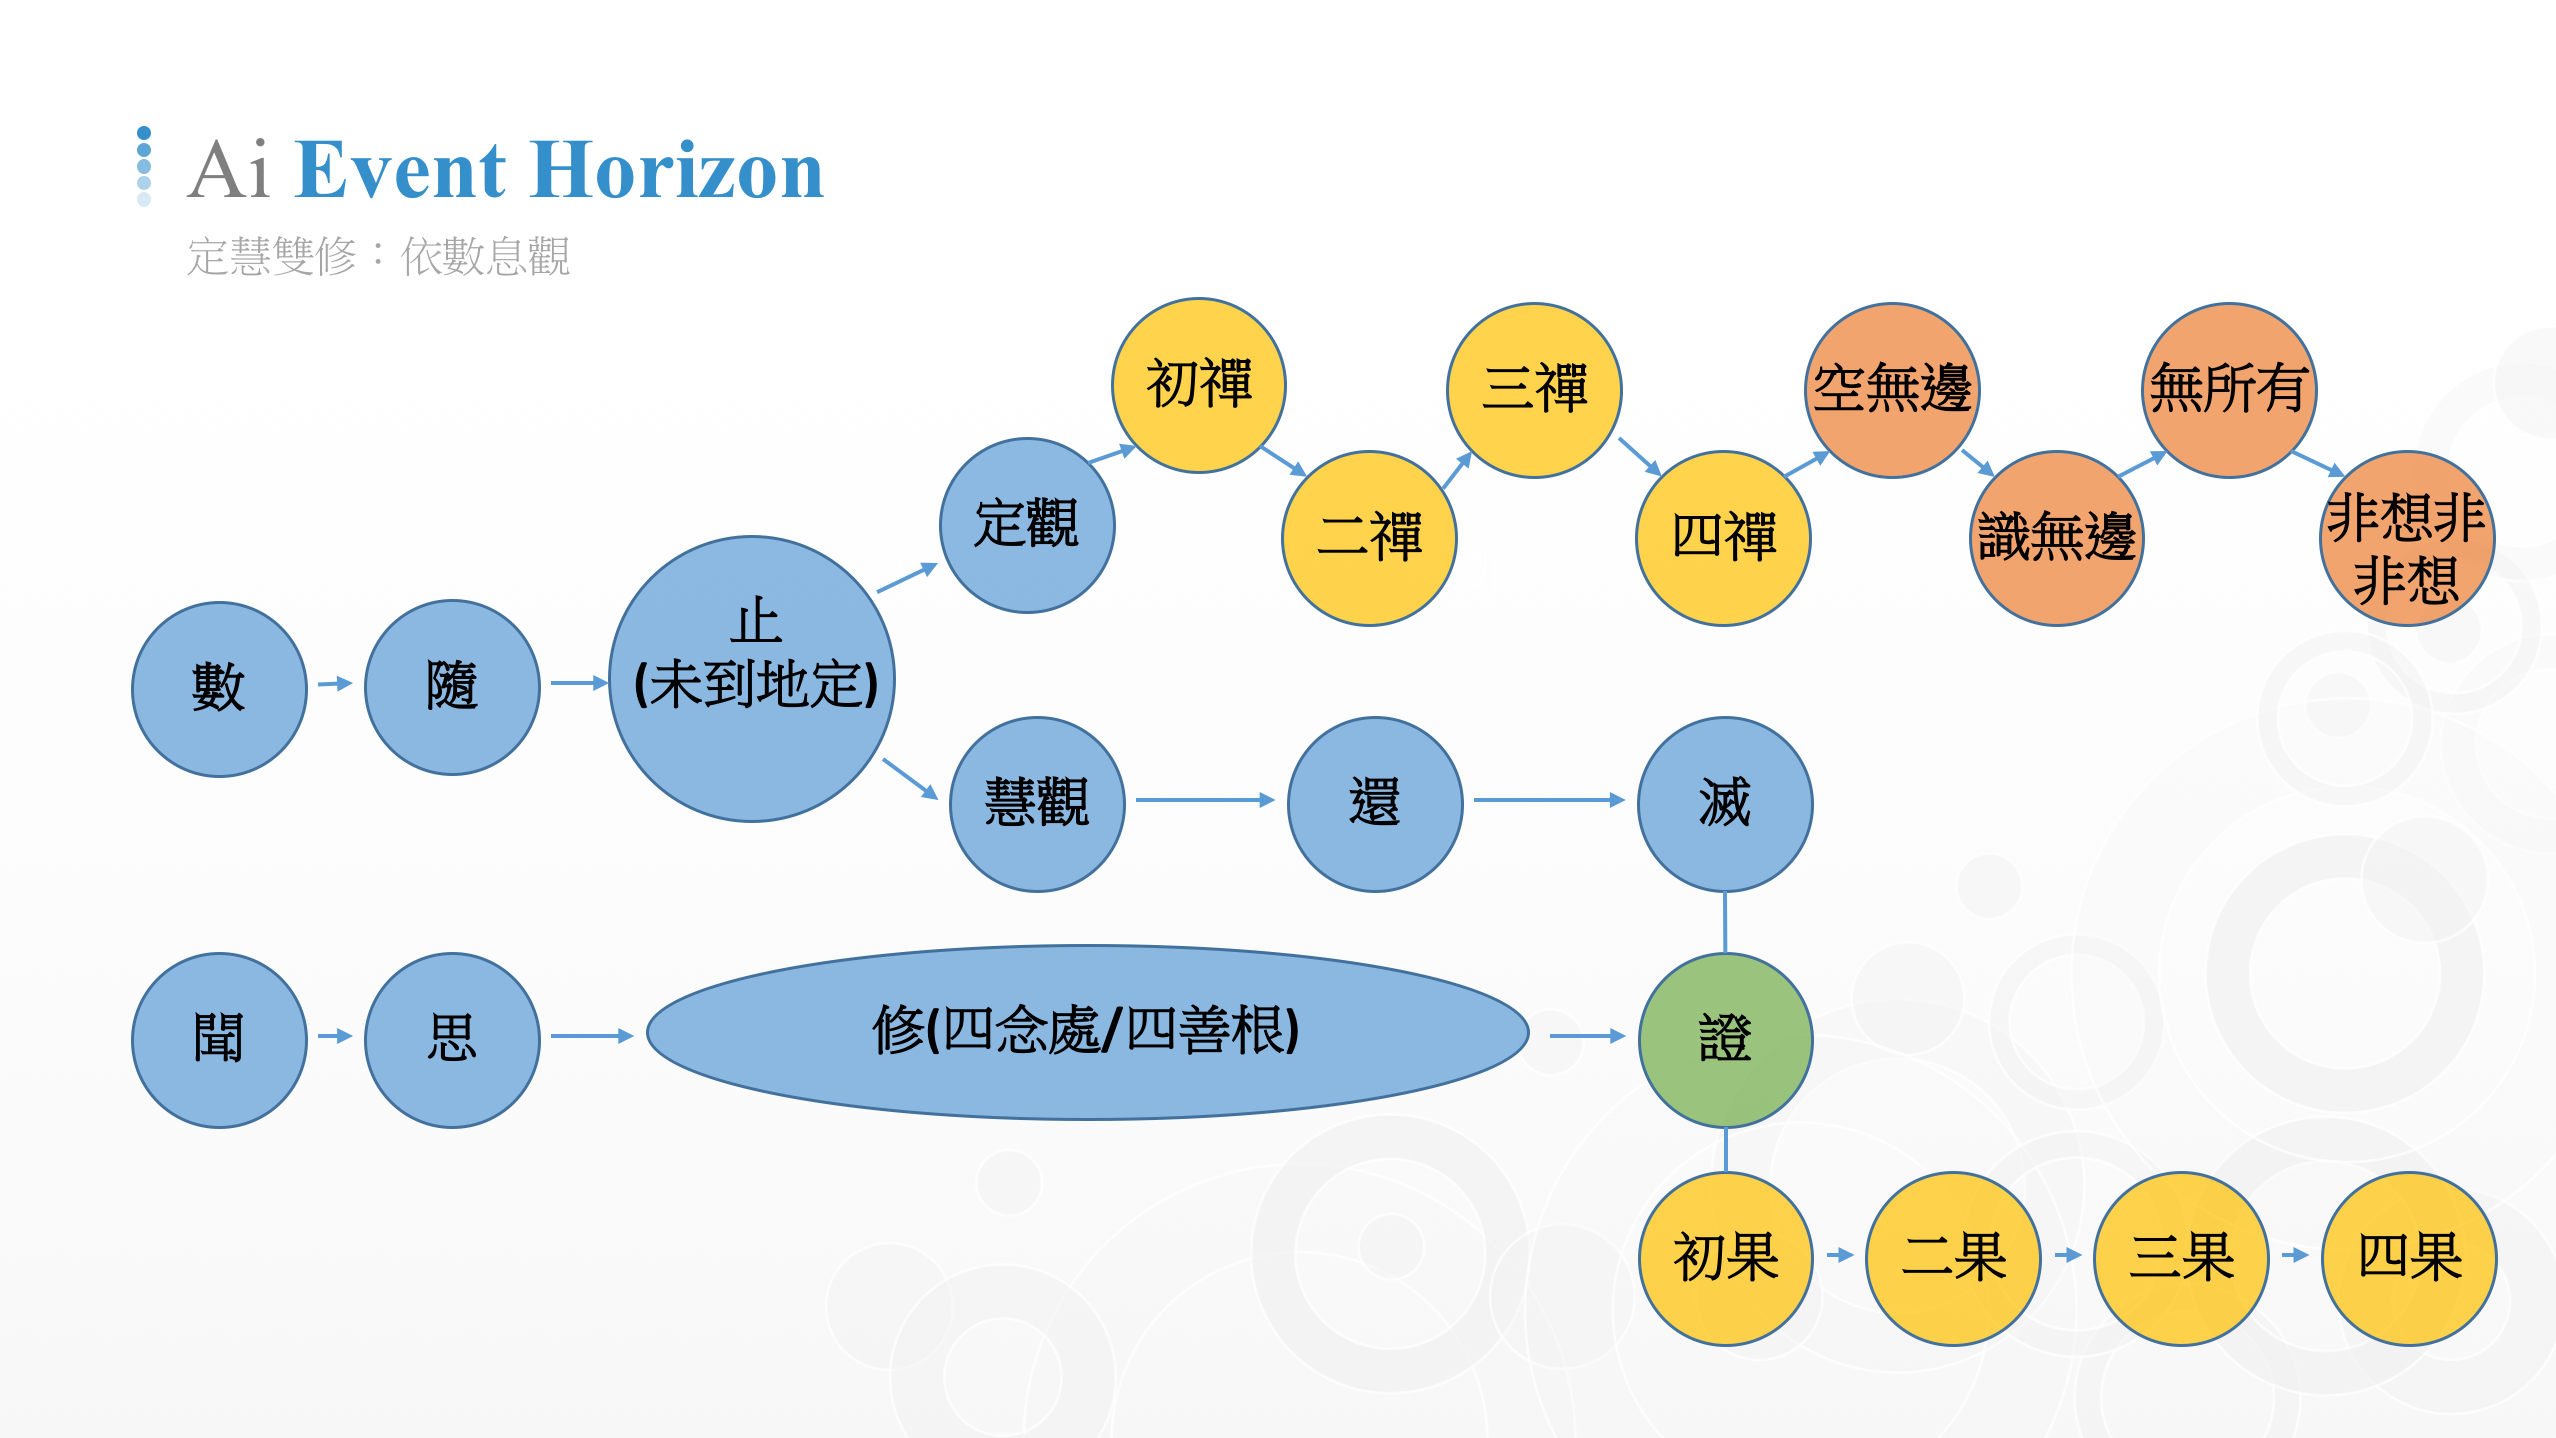 Ai Event Horizon
定慧雙修：依數息觀
初禪
三禪
空無邊
無所有
定觀
二禪
四禪
識無邊
非想非
非想
數
隨
止
(未到地定)
慧觀
還
滅
聞
思
修(四念處/四善根)
證
初果
二果
三果
四果